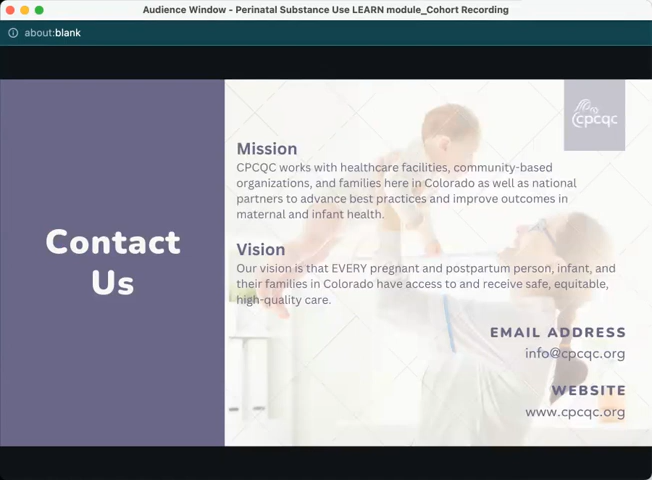 Audience Window - Perinatal Substance Use LEARN module_Cohort Recording
about:blank
cpcqc
Contact
Us
Mission
CPCQC works with healthcare facilities, community-based
organizations, and families here in Colorado as well as national
partners to advance best practices and improve outcomes in
maternal and infant health.
Vision
Our vision is that EVERY pregnant and postpartum person, infant, and
their families in Colorado have access to and receive safe, equitable,
high-quality care.
EMAIL ADDRESS
info@cpcqc.org
WEBSITE
www.cpcqc.org